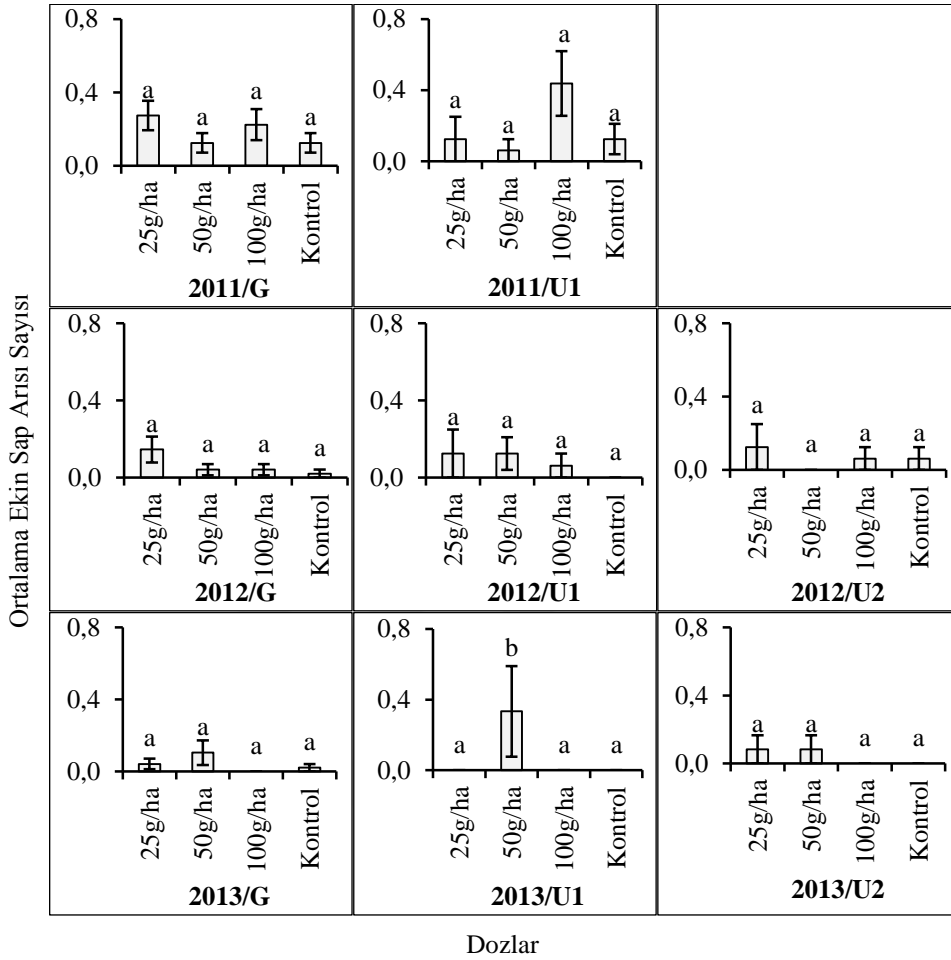 Ortalama Ekin Sap Arısı Sayısı
0,8
0,4
0,0
a
a
a
a
25g/ha
50g/ha
100g/ha
Kontrol
2011/G
0,8
0,4
0,0
a
a
a
a
25g/ha
50g/ha
100g/ha
Kontrol
2011/U1
0,8
0,4
0,0
a
a
a
a
25g/ha
50g/ha
100g/ha
Kontrol
2012/G
0,8
0,4
0,0
a
a
a
a
25g/ha
50g/ha
100g/ha
Kontrol
2012/U1
0,8
0,4
0,0
a
a
a
a
25g/ha
50g/ha
100g/ha
Kontrol
2012/U2
0,8
0,4
0,0
a
a
a
a
25g/ha
50g/ha
100g/ha
Kontrol
2013/G
0,8
0,4
0,0
a
b
a
a
25g/ha
50g/ha
100g/ha
Kontrol
2013/U1
0,8
0,4
0,0
a
a
a
a
25g/ha
50g/ha
100g/ha
Kontrol
2013/U2
Dozlar